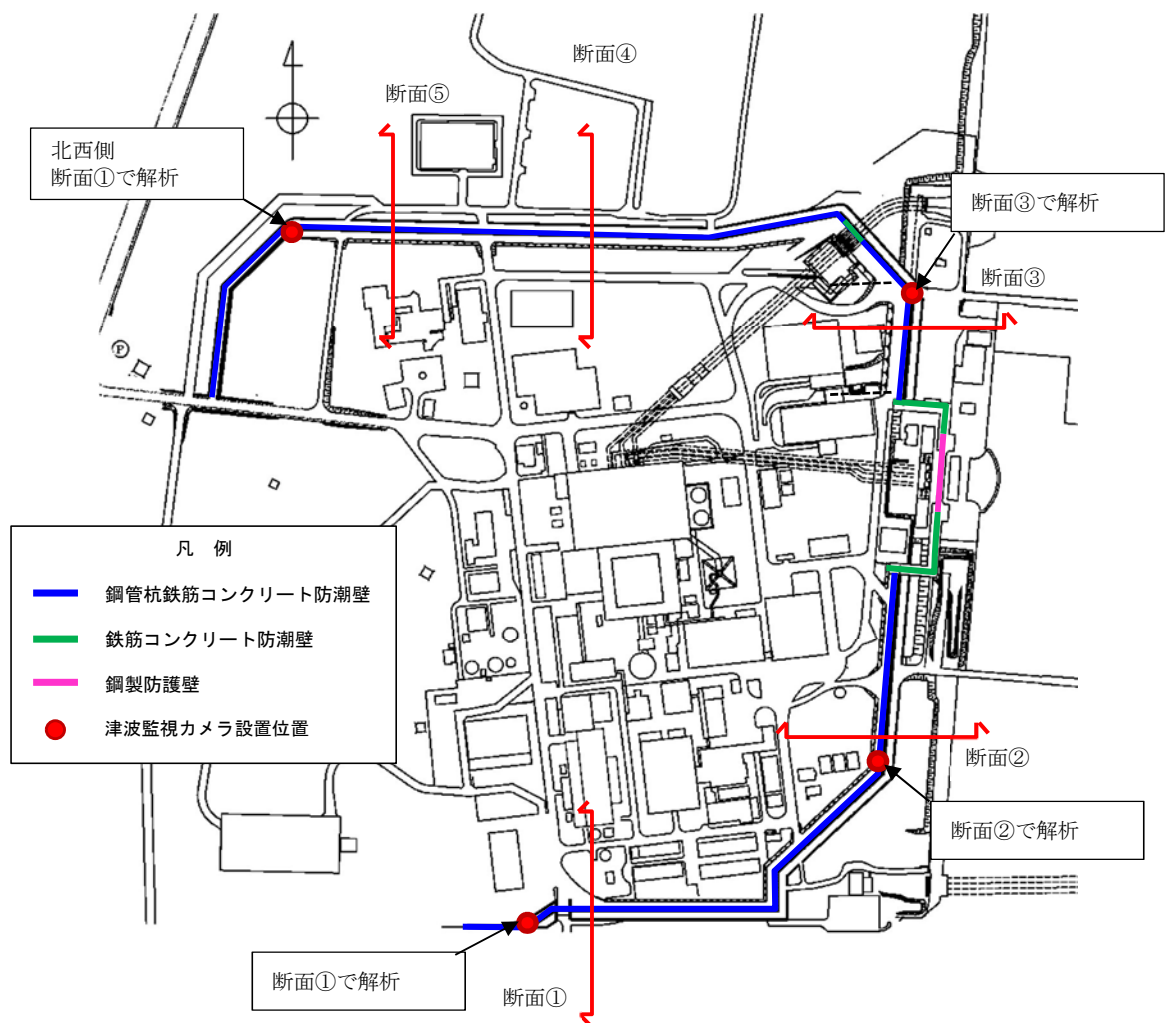 断面④
断面⑤
北西側
断面①で解析
断面③で解析
断面③
P
凡 例
鋼管杭鉄筋コンクリート防潮壁
鉄筋コンクリート防潮壁
鋼製防護壁
津波監視カメラ設置位置
断面②
断面②で解析
断面①で解析
断面①